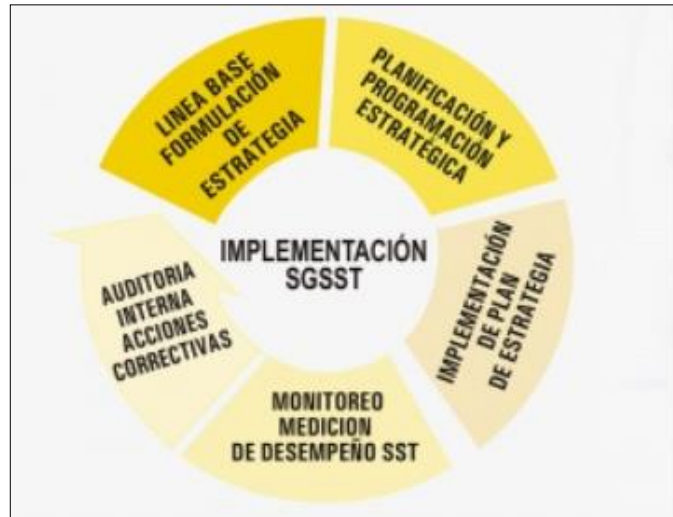 LINEA BASE
FORMULACIÓN
DE
ESTRATEGIA
PLANIFICACIÓN Y
PROGRAMACIÓN
ESTRATÉGICA
IMPLEMENTACIÓN
DE PLAN
DE ESTRATEGIA
MONITOREO
MEDICION
DE DESEMPEÑO SST
AUDITORIA
INTERNA
ACCIONES
CORRECTIVAS
IMPLEMENTACIÓN
SGSST